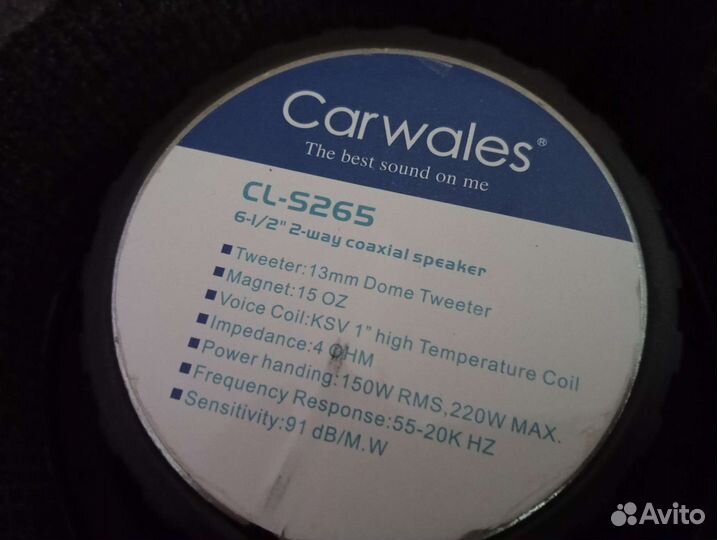 Carwales®
The best sound on me
CL-S265
6-1/2" 2-way coaxial speaker
■Tweeter:13mm Dome Tweeter
■Magnet:15 OZ
■Voice Coil:KSV 1" high Temperature Coil
■Impedance:4 OHM
■Power handing:150W RMS,220W MAX.
■Frequency Response:55-20K HZ
■Sensitivity:91 dB/M.W
Avito